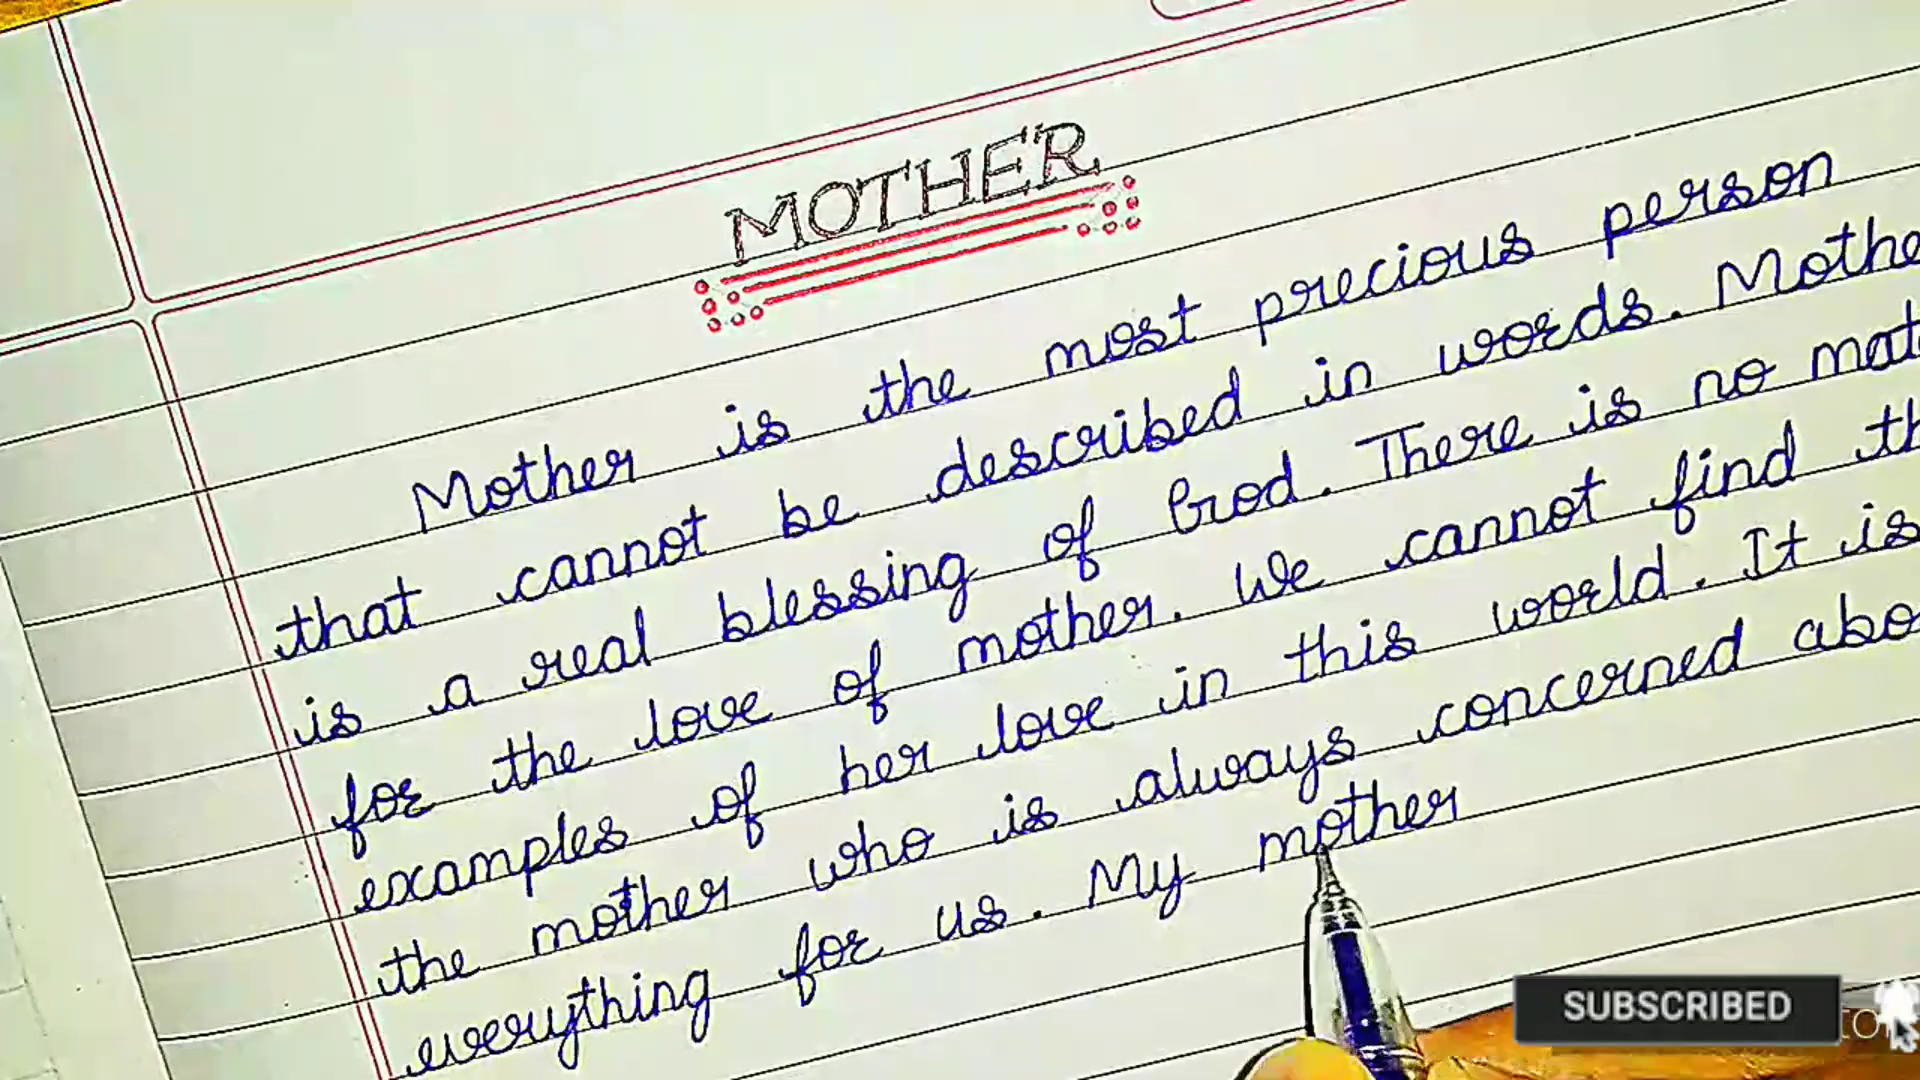 MOTHER
Mother is the most precious person
that cannot be described in words. Mothe
is a real blessing of God. There is no mat
for the love of mother. We cannot find th
examples of her love in this world. It is
the mother who is always concerned abo
everything for us. My mother
SUBSCRIBED